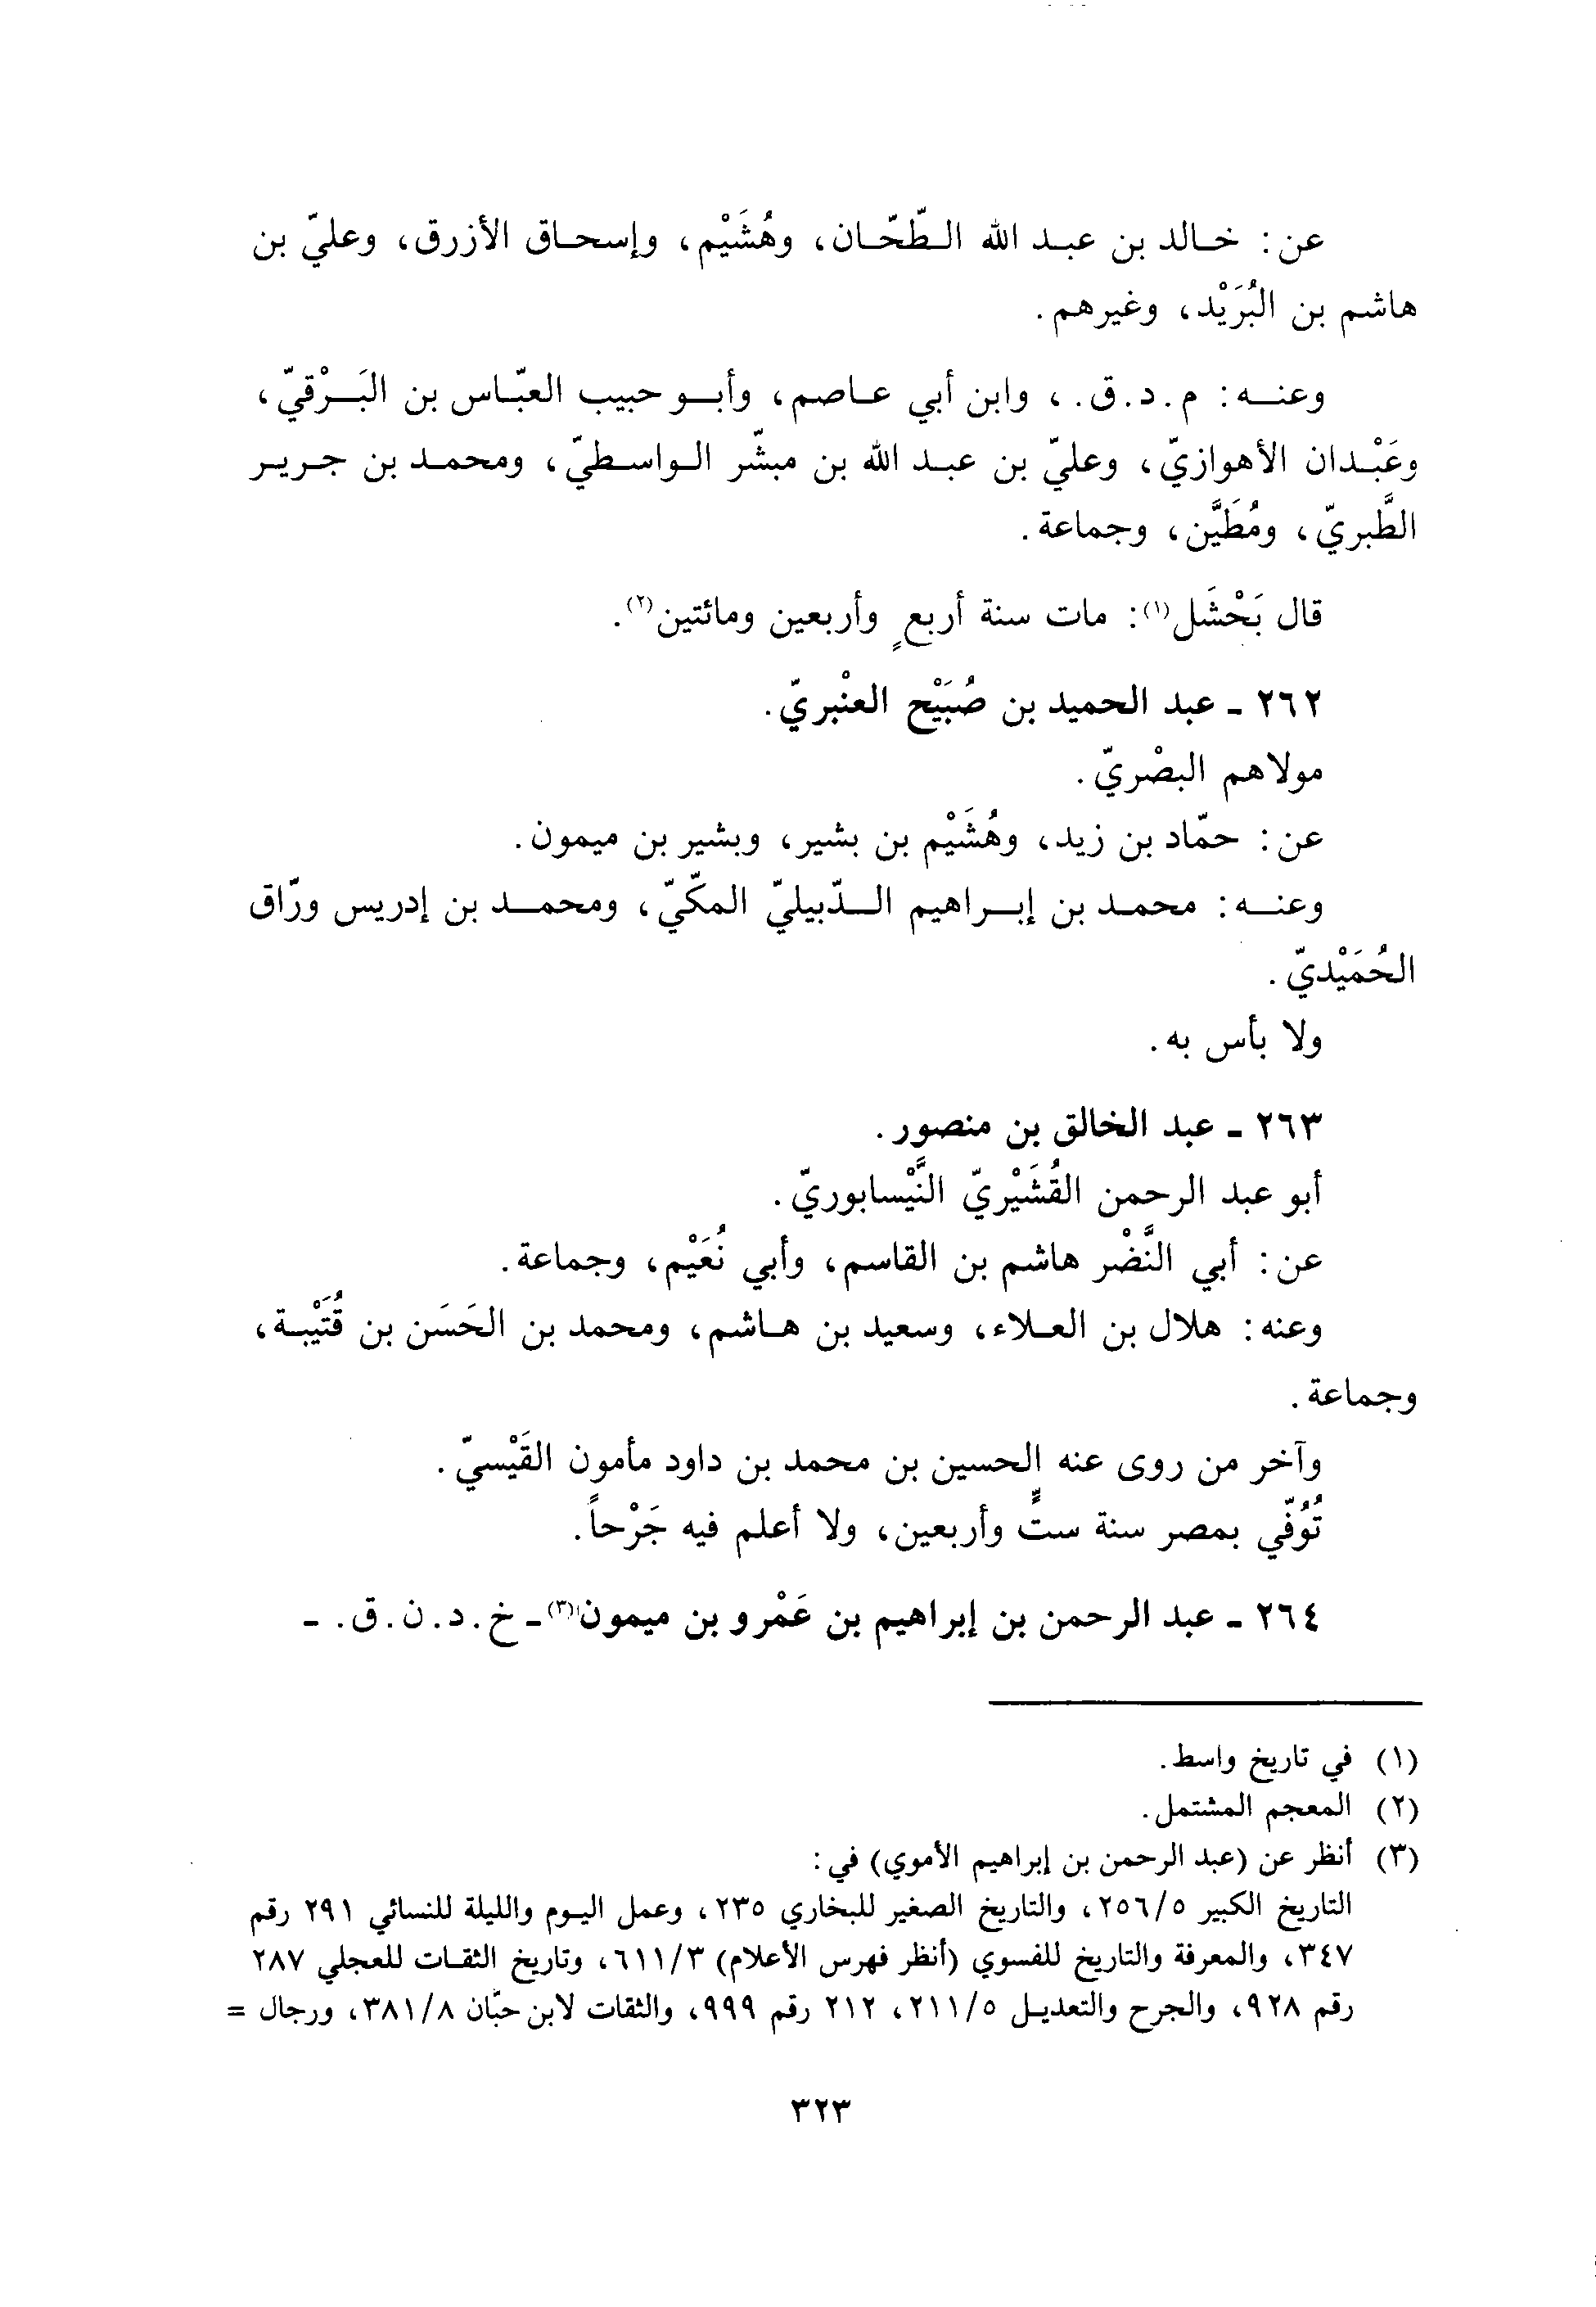 عن: خالد بن عبد الله الطّحّان، وهُشَيْم، وإسحاق الأزرق، وعليّ بن
هاشم بن البُرَيْد، وغيرهم.
وعنه: م. د. ق.، وابن أبي عاصم، وأبو حبيب العبّاس بن البَرْقيّ،
وعَبْدان الأهوازيّ، وعليّ بن عبد الله بن مبشّر الواسطيّ، ومحمد بن جرير
الطَّبريّ، ومُطَيَّن، وجماعة.
قال بَحْشَل(١): مات سنة أربعٍ وأربعين ومائتين(٢).
٢٦٢ - عبد الحميد بن صُبَيْح العنْبريّ.
مولاهم البصْريّ.
عن: حمّاد بن زيد، وهُشَيْم بن بشير، وبشير بن ميمون.
وعنه: محمد بن إبراهيم الدّبيليّ المكّيّ، ومحمد بن إدريس ورّاق
الحُمَيْديّ.
ولا بأس به.
٢٦٣ - عبد الخالق بن منصور.
أبو عبد الرحمن القُشَيْريّ النَّيْسابوريّ.
عن: أبي النَّضْر هاشم بن القاسم، وأبي نُعَيْم، وجماعة.
وعنه: هلال بن العلاء، وسعيد بن هاشم، ومحمد بن الحَسَن بن قُتَيْبة،
وجماعة.
وآخر من روى عنه الحسين بن محمد بن داود مأمون القَيْسيّ.
تُوُفّي بمصر سنة ستٍّ وأربعين، ولا أعلم فيه جَرْحاً.
٢٦٤ - عبد الرحمن بن إبراهيم بن عَمْرو بن ميمون(٣) - خ. د. ن. ق. -
(١) في تاريخ واسط.
(٢) المعجم المشتمل.
(٣) أنظر عن (عبد الرحمن بن إبراهيم الأموي) في:
التاريخ الكبير ٢٥٦/٥، والتاريخ الصغير للبخاري ٢٣٥، وعمل اليوم والليلة للنسائي ٢٩١ رقم
٣٤٧، والمعرفة والتاريخ للفسوي (أنظر فهرس الأعلام) ٦١١/٣، وتاريخ الثقات للعجلي ٢٨٧
رقم ٩٢٨، والجرح والتعديل ٢١١/٥، ٢١٢ رقم ٩٩٩، والثقات لابن حبّان ٣٨١/٨، ورجال =
٣٢٣